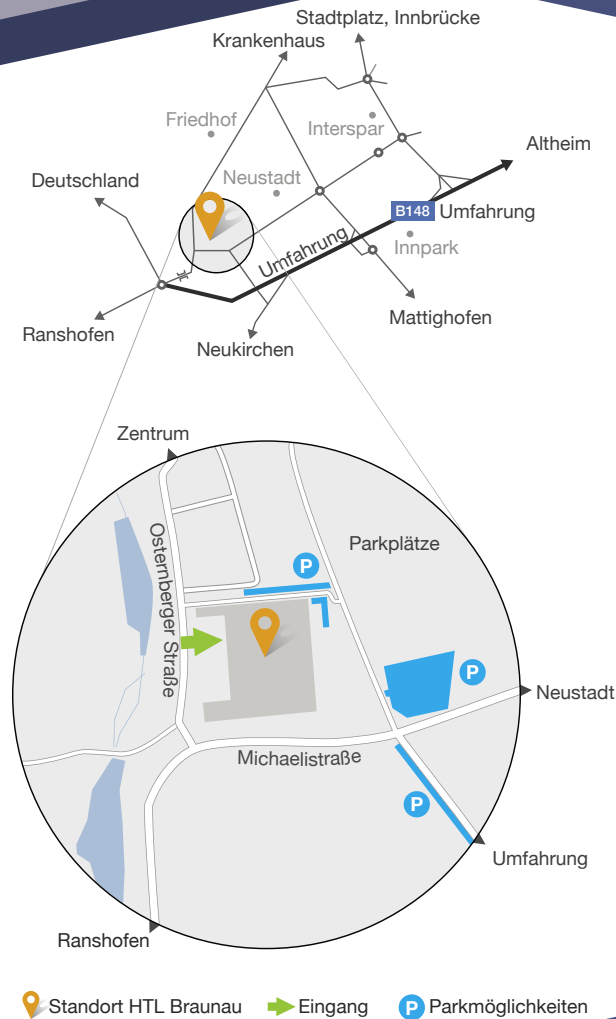 Stadtplatz, Innbrücke
Krankenhaus
Friedhof
Interspar
Altheim
Deutschland
Neustadt
B148 Umfahrung
Umfahrung
Innpark
Ranshofen
Mattighofen
Neukirchen
Zentrum
Osternberger Straße
Parkplätze
P
P
Neustadt
Michaelistraße
P
Umfahrung
Ranshofen
Standort HTL Braunau Eingang P Parkmöglichkeiten